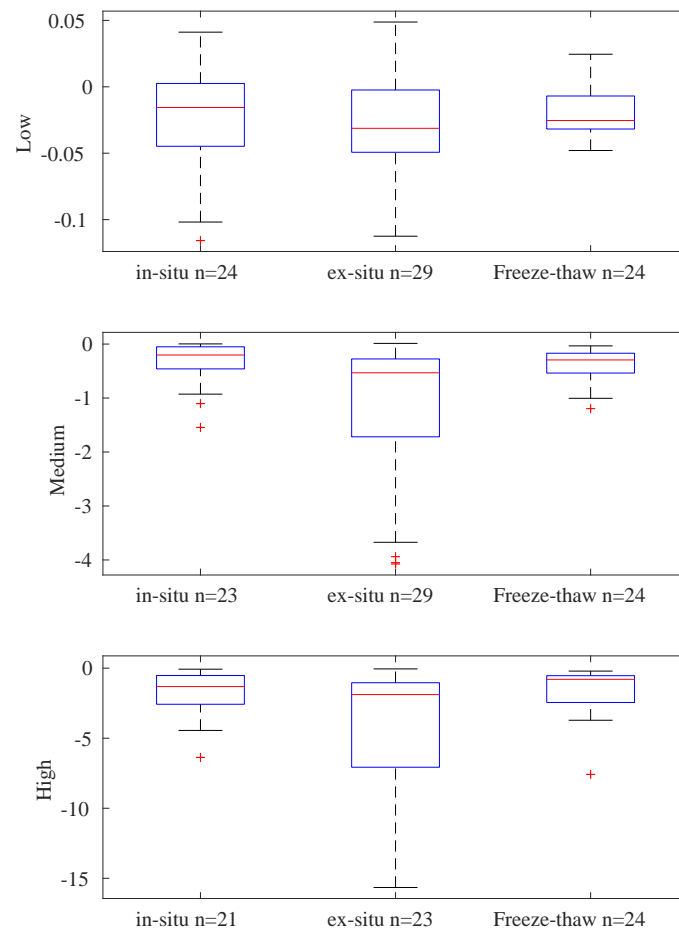 0.05
0
-0.05
-0.1
Low
in-situ n=24 ex-situ n=29 Freeze-thaw n=24
0
-1
-2
-3
-4
Medium
in-situ n=23 ex-situ n=29 Freeze-thaw n=24
0
-5
-10
-15
High
in-situ n=21 ex-situ n=23 Freeze-thaw n=24